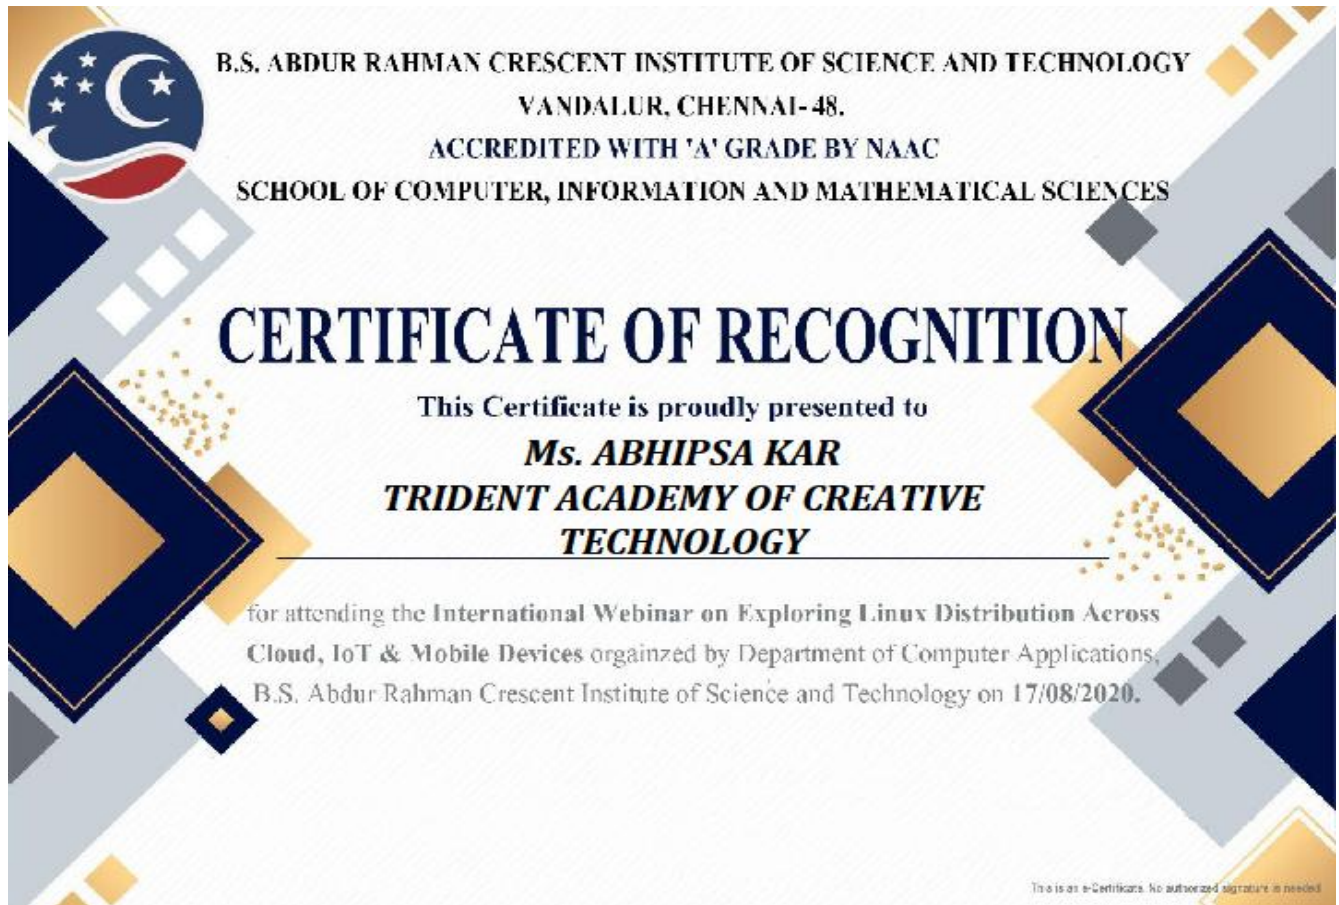 B.S. ABDUR RAHMAN CRESCENT INSTITUTE OF SCIENCE AND TECHNOLOGY
VANDALUR, CHENNAI- 48.
ACCREDITED WITH 'A' GRADE BY NAAC
SCHOOL OF COMPUTER, INFORMATION AND MATHEMATICAL SCIENCES
CERTIFICATE OF RECOGNITION
This Certificate is proudly presented to
Ms. ABHIPSA KAR
TRIDENT ACADEMY OF CREATIVE
TECHNOLOGY
for attending the International Webinar on Exploring Linux Distribution Across
Cloud, IoT & Mobile Devices orgainzed by Department of Computer Applications,
B.S. Abdur Rahman Crescent Institute of Science and Technology on 17/08/2020.
This is an e-Certificate. No authorized signature is needed